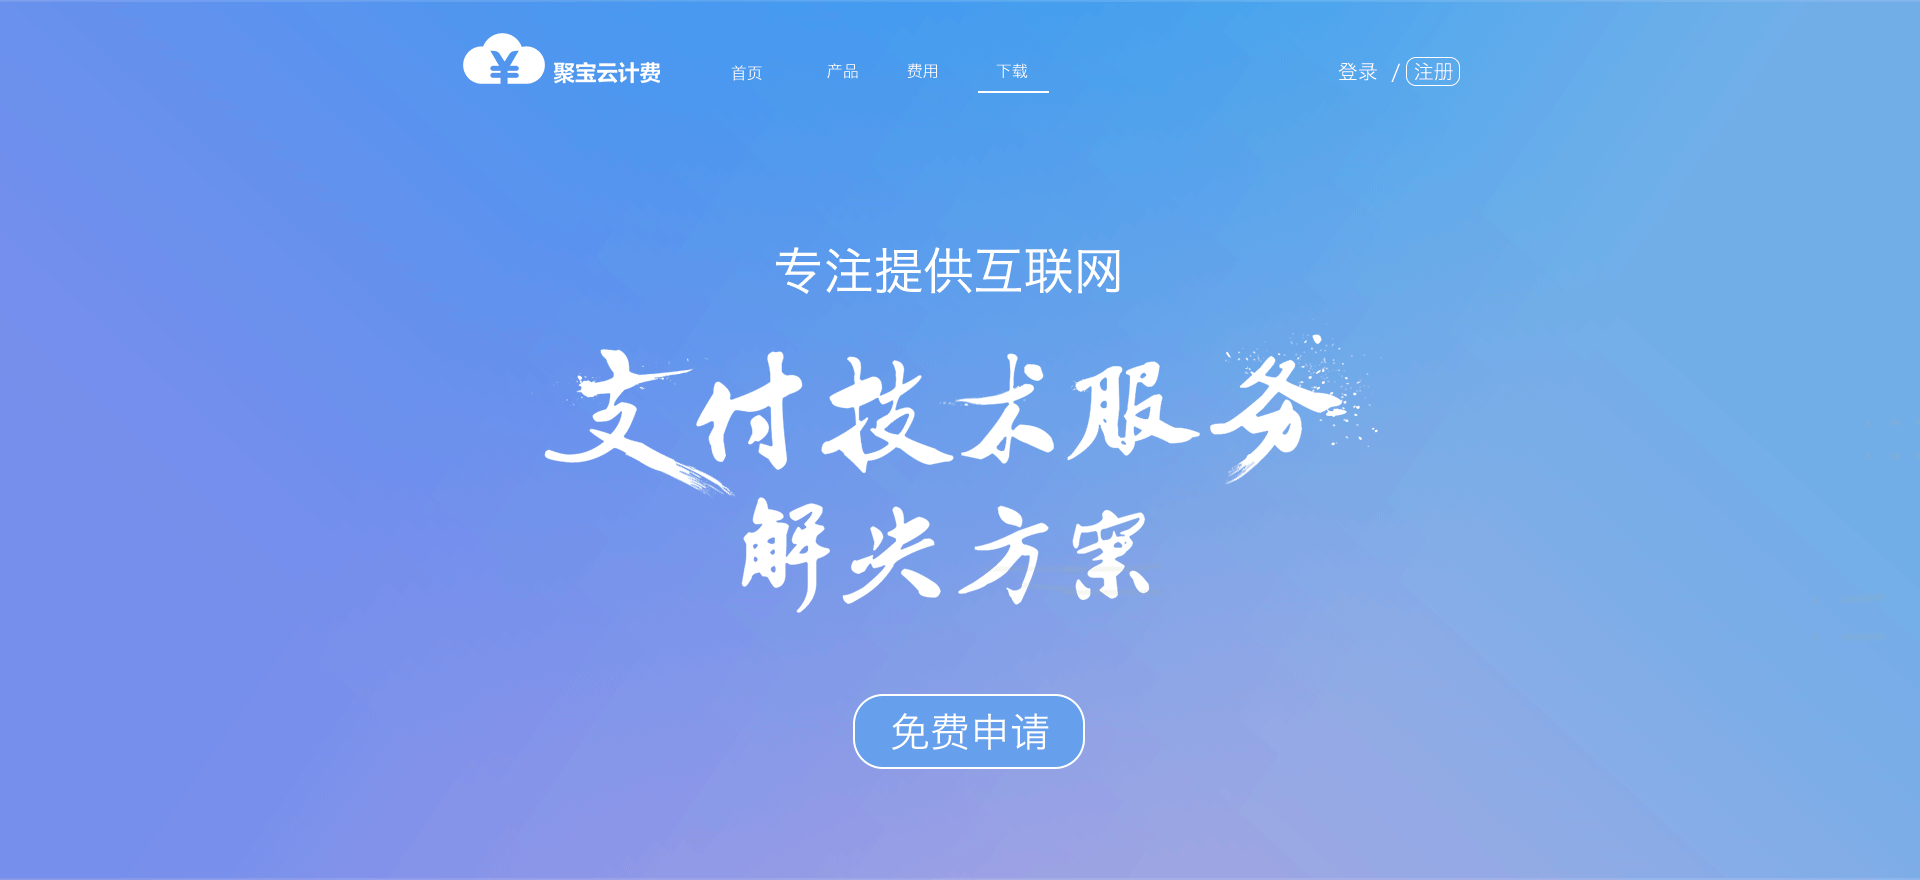 ¥ 聚宝云计费 首页 产品 费用 下载 登录 / 注册
专注提供互联网
支付技术服务
解决方案
免费申请